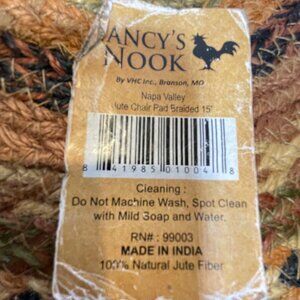 ANCY'S
NOOK
By VHC Inc., Branson, MO
Napa Valley
Jute Chair Pad Braided 15"
8 41985 01004 8
Cleaning :
Do Not Machine Wash, Spot Clean
with Mild Soap and Water.
RN# : 99003
MADE IN INDIA
100% Natural Jute Fiber